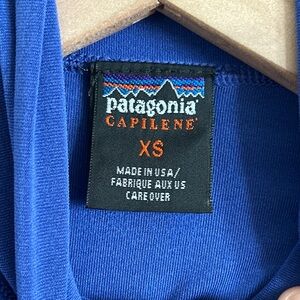 patagonia®
CAPILENE®
XS
MADE IN USA/
FABRIQUE AUX US
CARE OVER